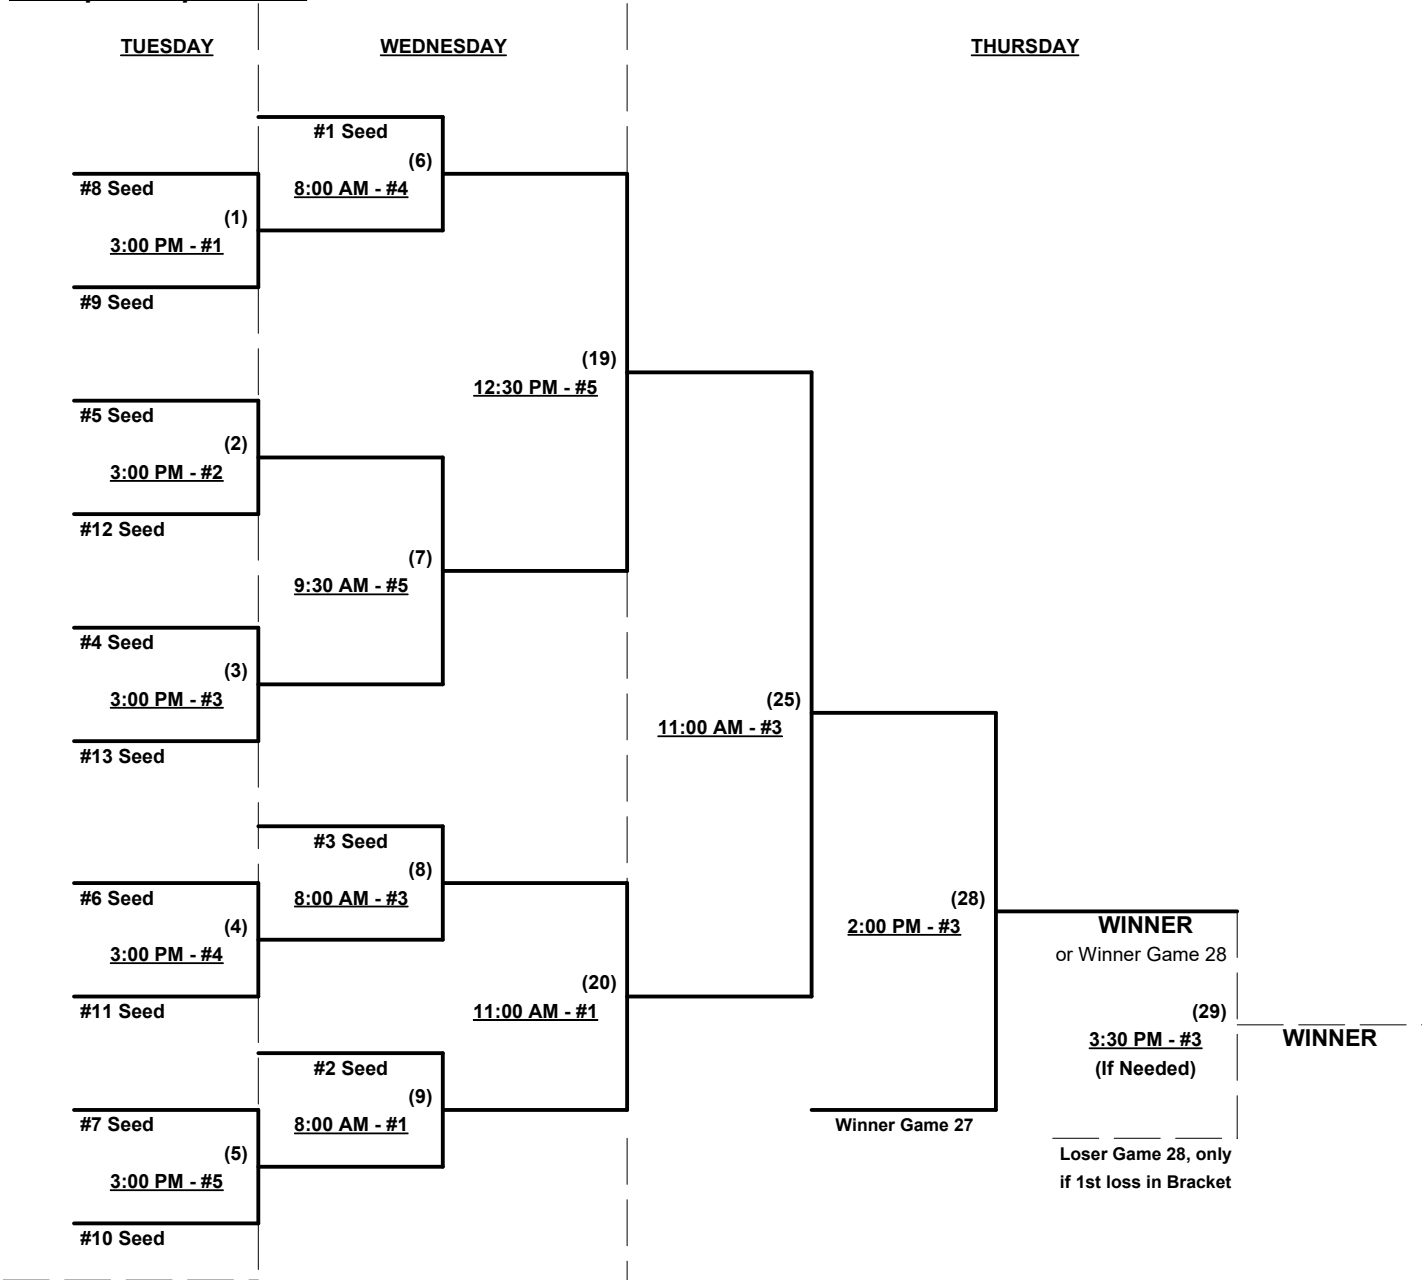 TUESDAY WEDNESDAY THURSDAY
#1 Seed
(6)
8:00 AM - #4
#8 Seed
(1)
3:00 PM - #1
#9 Seed
(19)
12:30 PM - #5
#5 Seed
(2)
3:00 PM - #2
#12 Seed
(7)
9:30 AM - #5
#4 Seed
(3)
3:00 PM - #3
#13 Seed
(25)
11:00 AM - #3
#3 Seed
(8)
8:00 AM - #3
#6 Seed
(4)
3:00 PM - #4
#11 Seed
(28)
2:00 PM - #3
WINNER
or Winner Game 28
(20)
11:00 AM - #1
(29)
3:30 PM - #3
(If Needed)
WINNER
#2 Seed
(9)
8:00 AM - #1
#7 Seed
(5)
3:00 PM - #5
#10 Seed
Winner Game 27
Loser Game 28, only
if 1st loss in Bracket